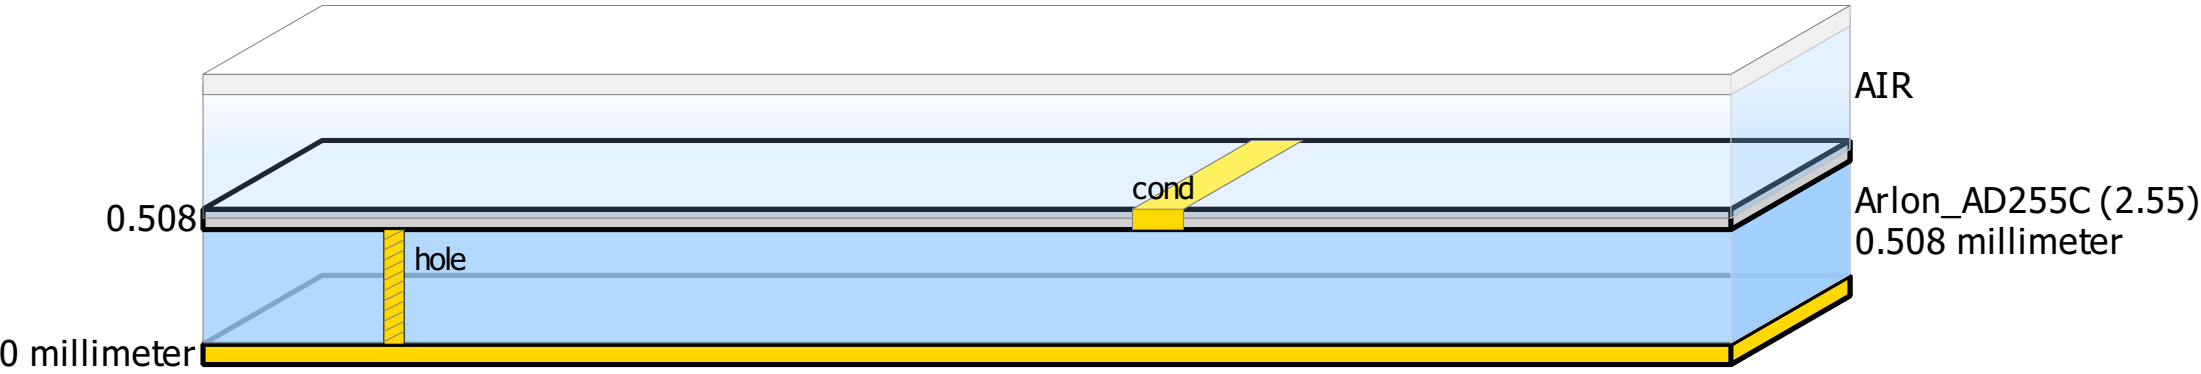 AIR
cond
Arlon_AD255C (2.55)
0.508
0.508 millimeter
hole
0 millimeter